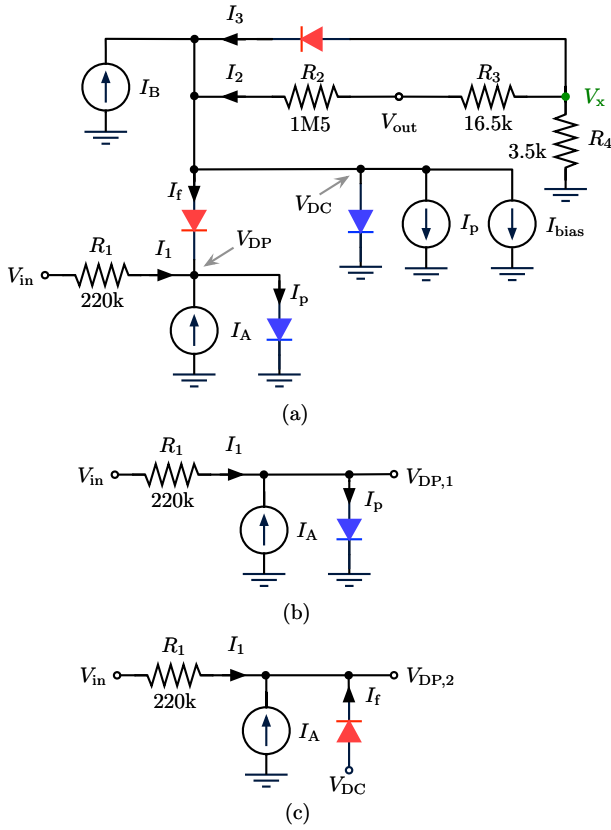 I3
IB
I2
R2
1M5
Vout
R3
16.5k
Vx
R4
3.5k
If
VDC
Ip
Ibias
VDP
Vin
R1
220k
I1
IA
Ip
(a)
Vin
R1
220k
I1
IA
Ip
VDP,1
(b)
Vin
R1
220k
I1
IA
If
VDP,2
VDC
(c)